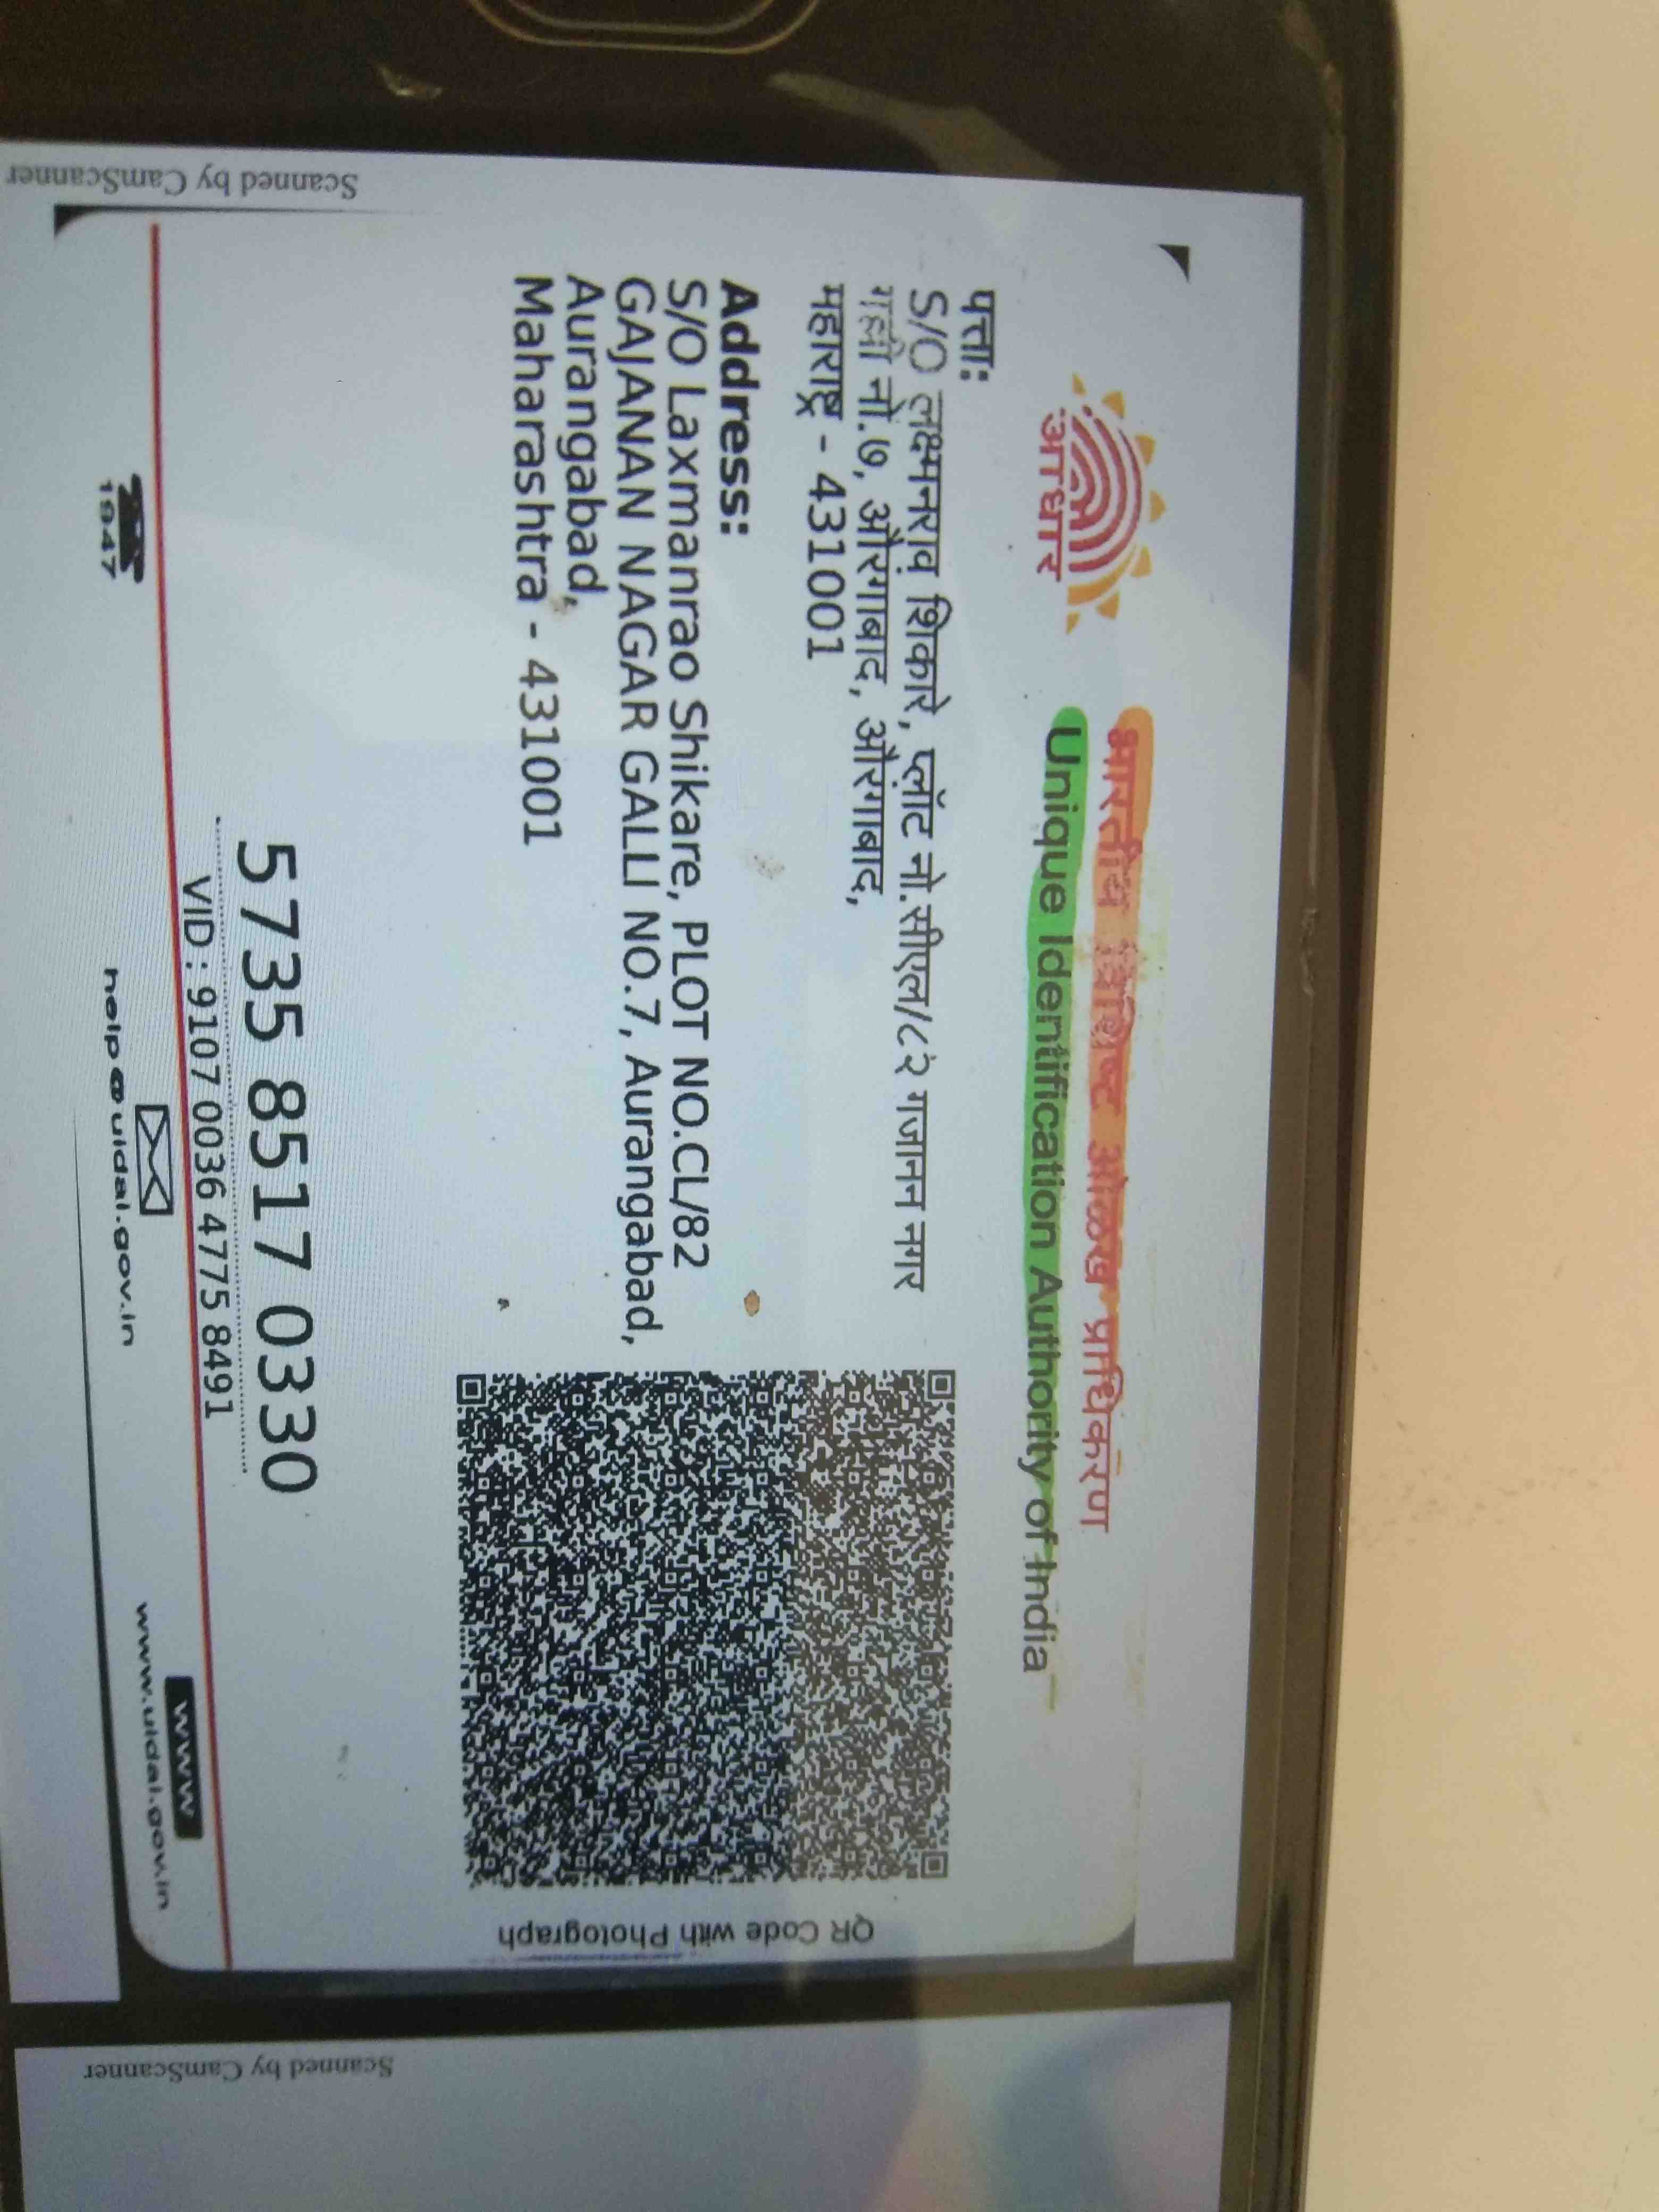 Scanned by CamScanner
आधार
भारतीय विशिष्ट ओळख प्राधिकरण
Unique Identification Authority of India
पत्ता:
S/O लक्ष्मनराव शिकारे, प्लॉट नो.सीएल/८२ गजानन नगर
गल्ली नो.७, औरंगाबाद, औरंगाबाद,
महाराष्ट्र - 431001
Address:
S/O Laxmanrao Shikare, PLOT NO.CL/82
GAJANAN NAGAR GALLI NO.7, Aurangabad,
Aurangabad,
Maharashtra - 431001
QR Code with Photograph
5735 8517 0330
VID : 9107 0036 4775 8491
1947
help@uidai.gov.in
www
www.uidai.gov.in
Scanned by CamScanner